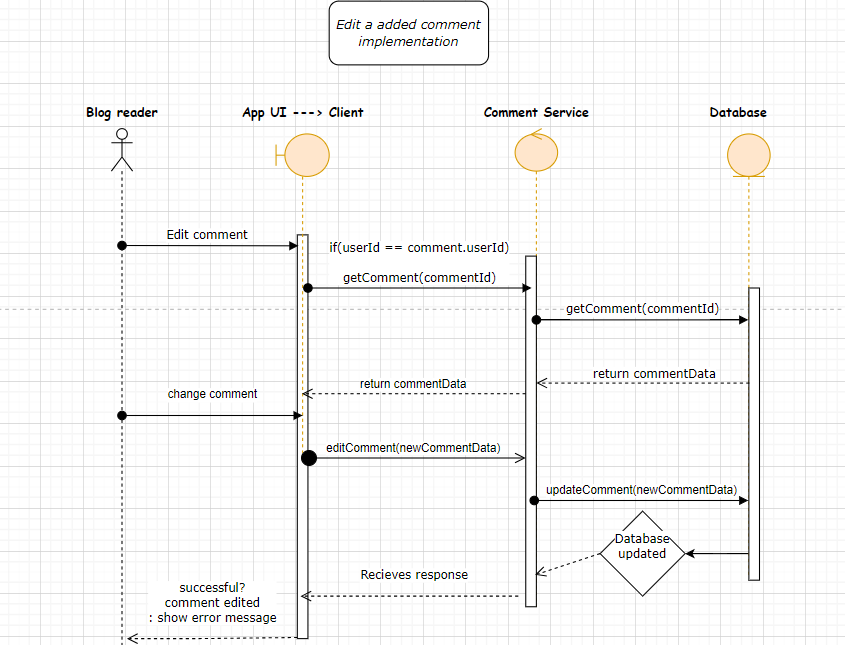 Edit a added comment
implementation
Blog reader
App UI ---> Client
Comment Service
Database
Edit comment
if(userId == comment.userId)
getComment(commentId)
getComment(commentId)
return commentData
return commentData
change comment
editComment(newCommentData)
updateComment(newCommentData)
Database
updated
Recieves response
successful?
comment edited
: show error message